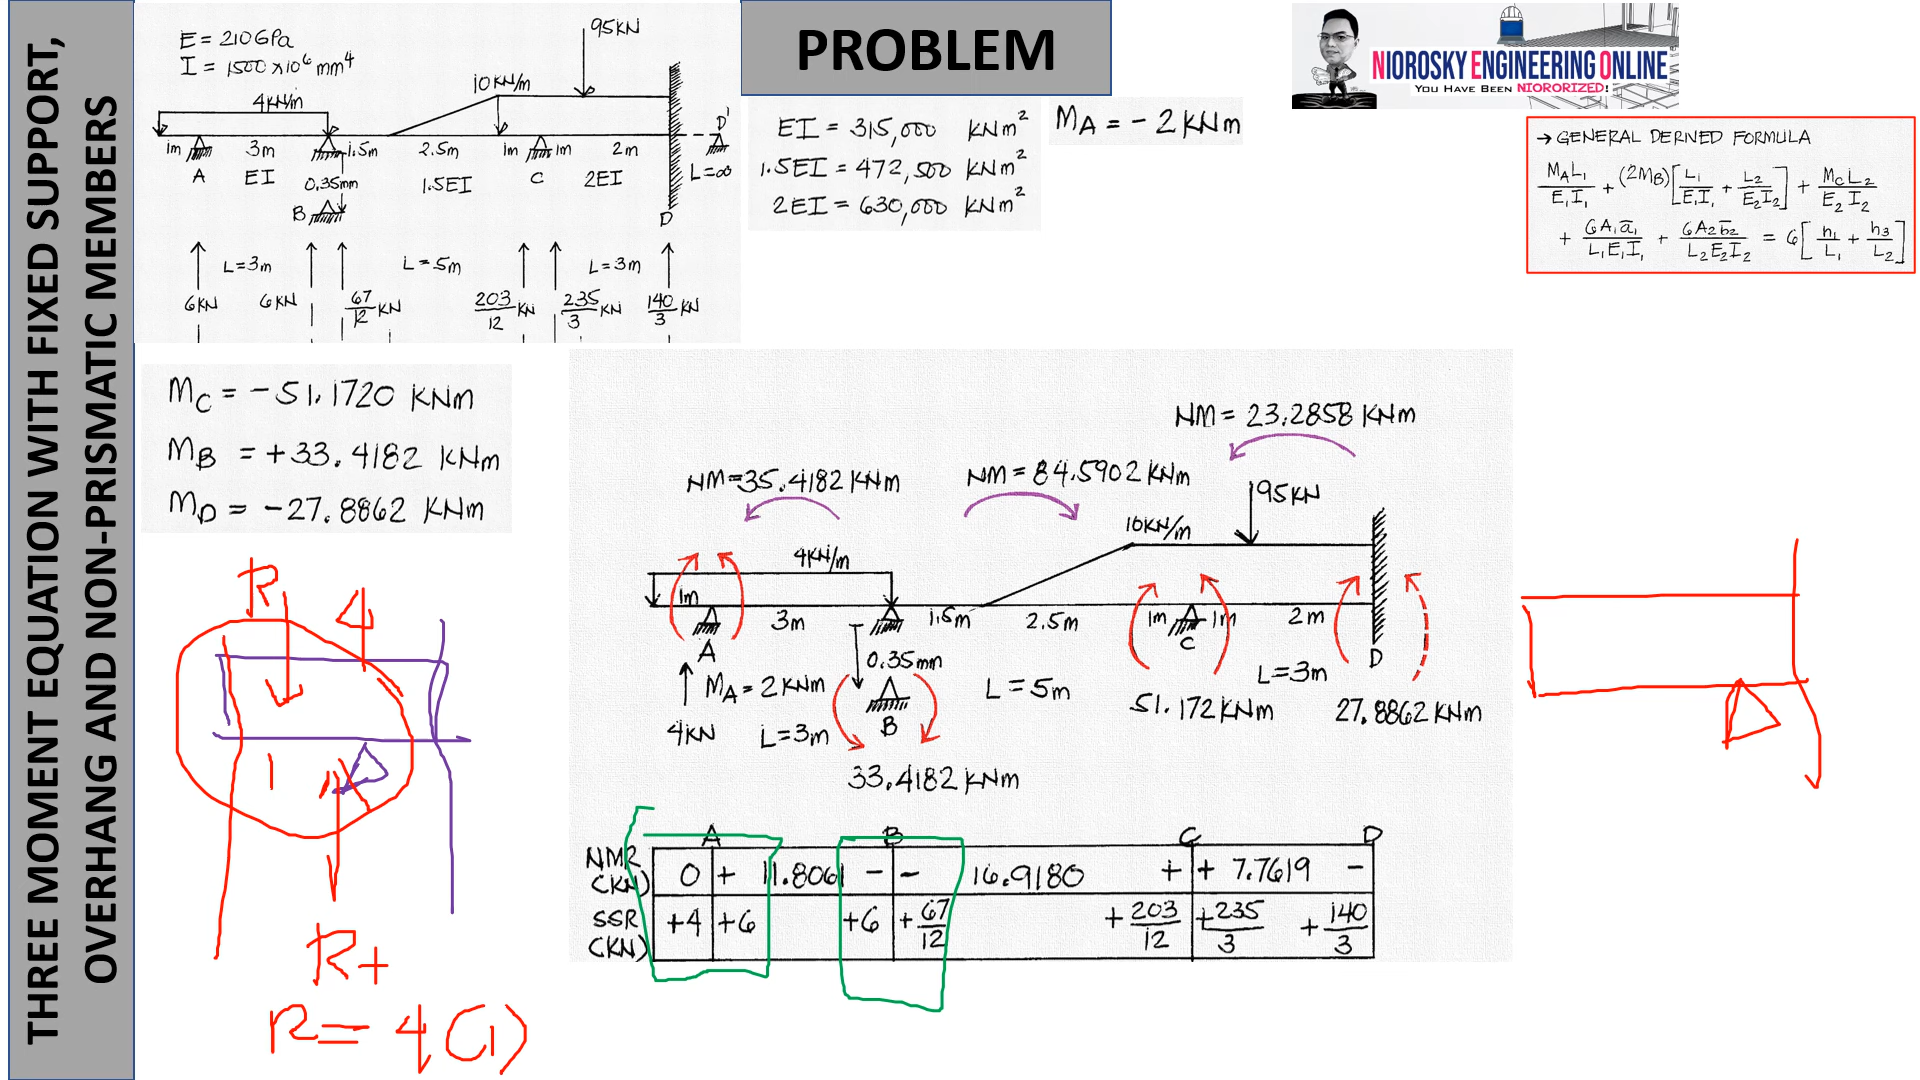 THREE MOMENT EQUATION WITH FIXED SUPPORT,
OVERHANG AND NON-PRISMATIC MEMBERS
PROBLEM
NIOROSKY ENGINEERING ONLINE
YOU HAVE BEEN NIORORIZED!
E = 210GPa
I = 1500 x10⁶ mm⁴
95KN
10KN/m
4KN/m
D'
1m 3m 1.5m 2.5m 1m 1m 2m L=∞
A EI 0.35mm 1.5EI C 2EI
B D
L=3m L=5m L=3m
6KN 6KN 67/12 KN 203/12 KN 235/3 KN 140/3 KN
EI = 315,000 KNm²
1.5EI = 472,500 KNm²
2EI = 630,000 KNm²
MA = -2KNm
→ GENERAL DERIVED FORMULA
MAL1/E1I1 + (2MB)[L1/E1I1 + L2/E2I2] + MCL2/E2I2
+ 6A1a̅1/L1E1I1 + 6A2b̅2/L2E2I2 = 6[h1/L1 + h3/L2]
MC = -51.1720 KNm
MB = +33.4182 KNm
MD = -27.8862 KNm
NM = 23.2858 KNm
NM=35.4182 KNm NM = 84.5902 KNm
95KN
10KN/m
4KN/m
1m 3m 1.5m 2.5m 1m 1m 2m
A 0.35mm C D
MA = 2KNm L = 5m L=3m
4KN L=3m B 51.172KNm 27.8862 KNm
33.4182 KNm
A B C D
NMR (KN) 0 + 11.8061 - - 16.9180 + + 7.7619 -
SSR (KN) +4 +6 +6 +67/12 +203/12 +235/3 +140/3
R 4
1
R+
R = 4(1)